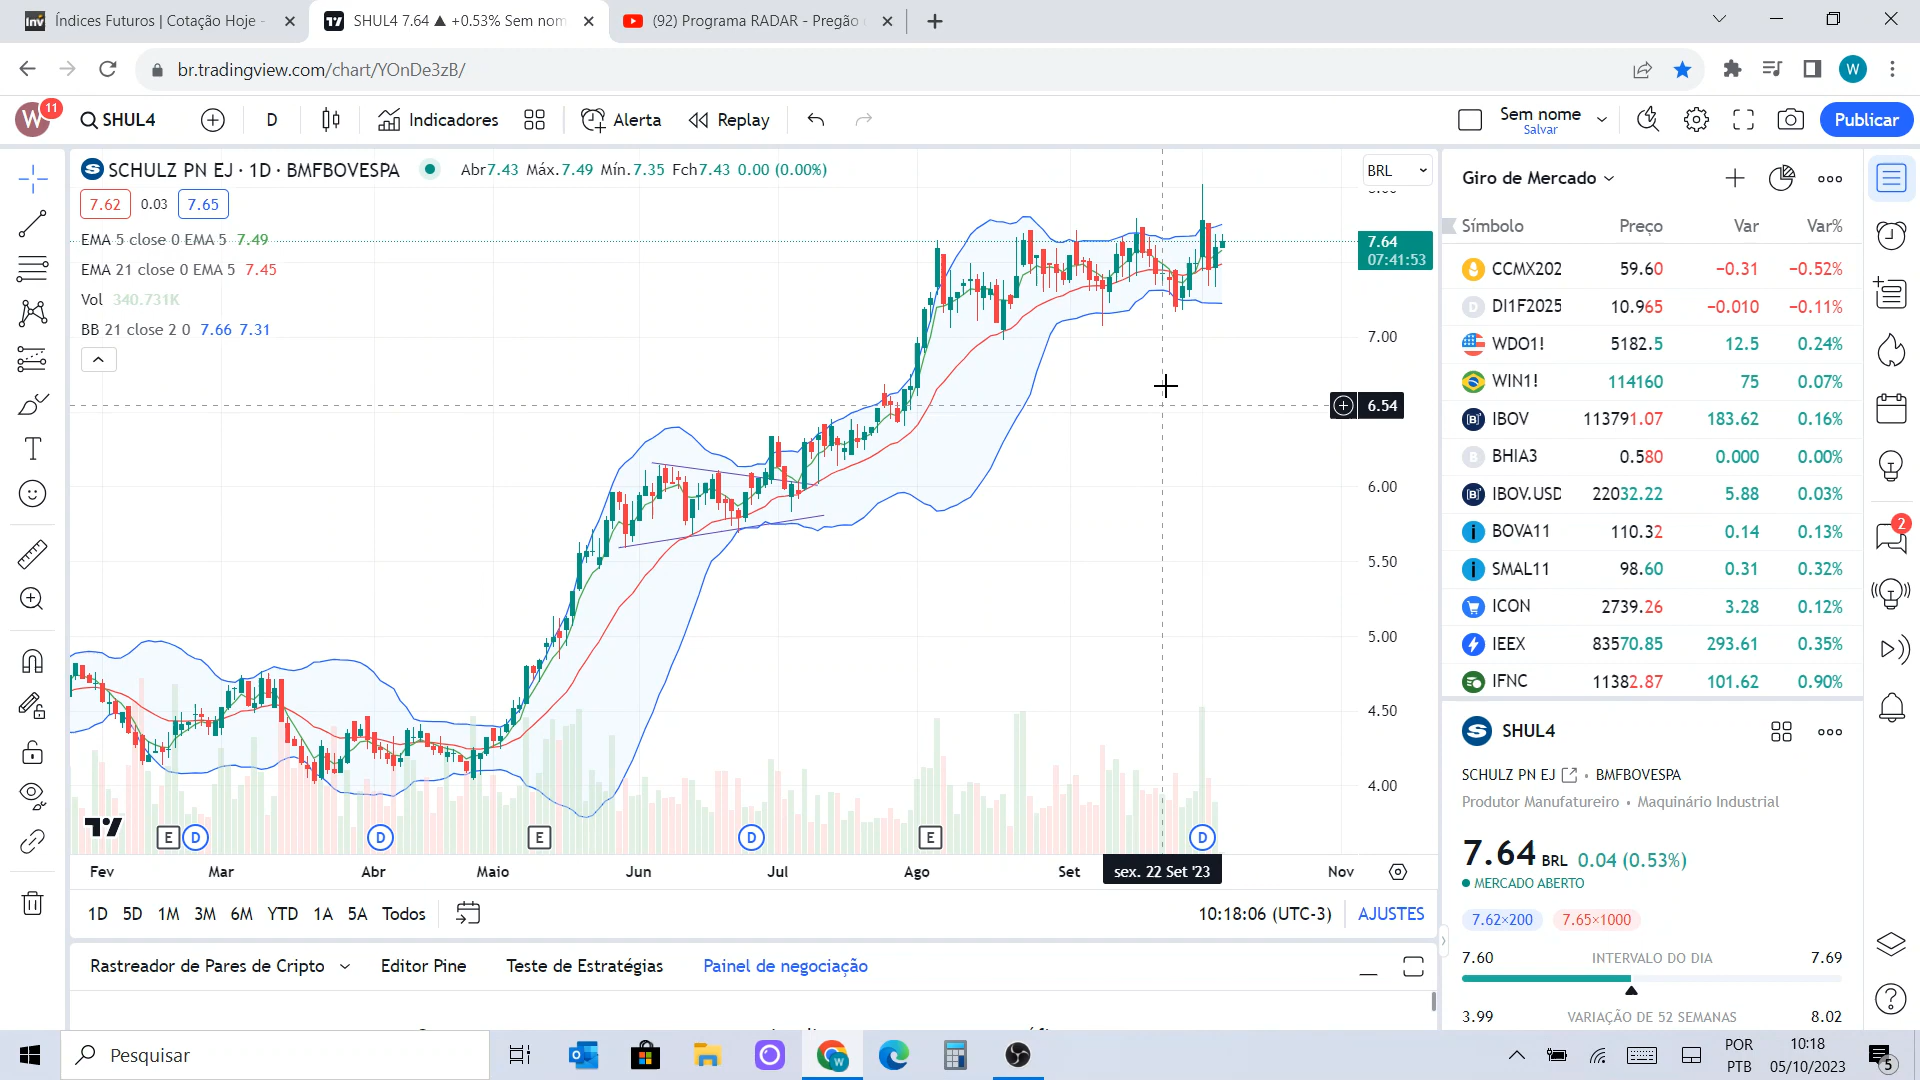 Índices Futuros | Cotação Hoje -
SHUL4 7.64 ▲ +0.53% Sem nom
(92) Programa RADAR - Pregão
br.tradingview.com/chart/YOnDe3zB/
W
W
11
SHUL4
D
Indicadores
Alerta
Replay
Sem nome
Salvar
Publicar
SCHULZ PN EJ · 1D · BMFBOVESPA
Abr7.43 Máx.7.49 Mín.7.35 Fch7.43 0.00 (0.00%)
BRL
7.62
0.03
7.65
EMA 5 close 0 EMA 5 7.49
EMA 21 close 0 EMA 5 7.45
Vol 340.731K
BB 21 close 2 0 7.66 7.31
7.64
07:41:53
7.00
6.54
6.00
5.50
5.00
4.50
4.00
E
D
D
E
D
E
D
Fev
Mar
Abr
Maio
Jun
Jul
Ago
Set
sex. 22 Set '23
Nov
1D
5D
1M
3M
6M
YTD
1A
5A
Todos
10:18:06 (UTC-3)
AJUSTES
Rastreador de Pares de Cripto
Editor Pine
Teste de Estratégias
Painel de negociação
Giro de Mercado
Símbolo Preço Var Var%
CCMX202 59.60 −0.31 −0.52%
DI1F2025 10.965 −0.010 −0.11%
WDO1! 5182.5 12.5 0.24%
WIN1! 114160 75 0.07%
IBOV 113791.07 183.62 0.16%
BHIA3 0.580 0.000 0.00%
IBOV.USD 22032.22 5.88 0.03%
BOVA11 110.32 0.14 0.13%
SMAL11 98.60 0.31 0.32%
ICON 2739.26 3.28 0.12%
IEEX 83570.85 293.61 0.35%
IFNC 11382.87 101.62 0.90%
2
SHUL4
SCHULZ PN EJ • BMFBOVESPA
Produtor Manufatureiro • Maquinário Industrial
7.64 BRL 0.04 (0.53%)
MERCADO ABERTO
7.62×200
7.65×1000
7.60 INTERVALO DO DIA 7.69
3.99 VARIAÇÃO DE 52 SEMANAS 8.02
Pesquisar
POR
PTB
10:18
05/10/2023
5